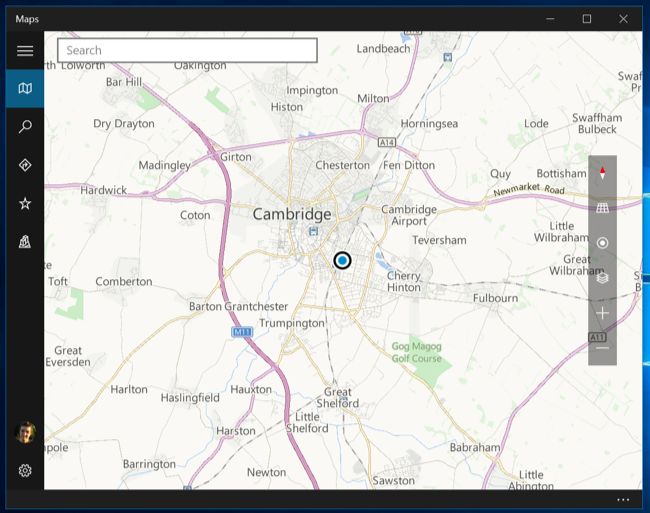 Maps
Search
Landbeach
Oakington
Bar Hill
Impington
Milton
Histon
Dry Drayton
Horningsea
Lode
Swaffham
Bulbeck
A14
Girton
Madingley
Chesterton
Fen Ditton
Quy
Bottisham
Hardwick
Newmarket Road
Coton
Cambridge
Cambridge
Airport
Little
Wilbraham
Teversham
Great
Wilbraham
Toft
Comberton
Cherry
Hinton
Fulbourn
Barton
Grantchester
Trumpington
M11
A11
Great
Eversden
Gog Magog
Golf Course
Harlton
Haslingfield
Hauxton
Great
Shelford
Little
Shelford
Harston
Babraham
Barrington
Newton
Sawston
Little
Abington